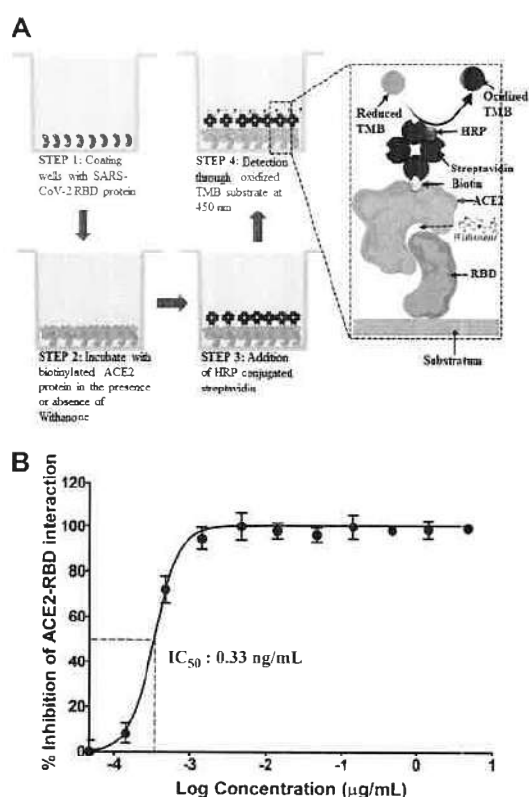 A
STEP 1: Coating
wells with SARS-
CoV-2 RBD protein
STEP 2: Incubate with
biotinylated ACE2
protein in the presence
or absence of
Withanone
STEP 3: Addition
of HRP conjugated
streptavidin
STEP 4: Detection
through oxidized
TMB substrate at
450 nm
Reduced
TMB
Oxidized
TMB
HRP
Streptavidin
Biotin
ACE2
Withanone
RBD
Substratum
B
% Inhibition of ACE2-RBD interaction
120
100
80
60
40
20
0
IC50 : 0.33 ng/mL
-4
-3
-2
-1
0
1
Log Concentration (µg/mL)